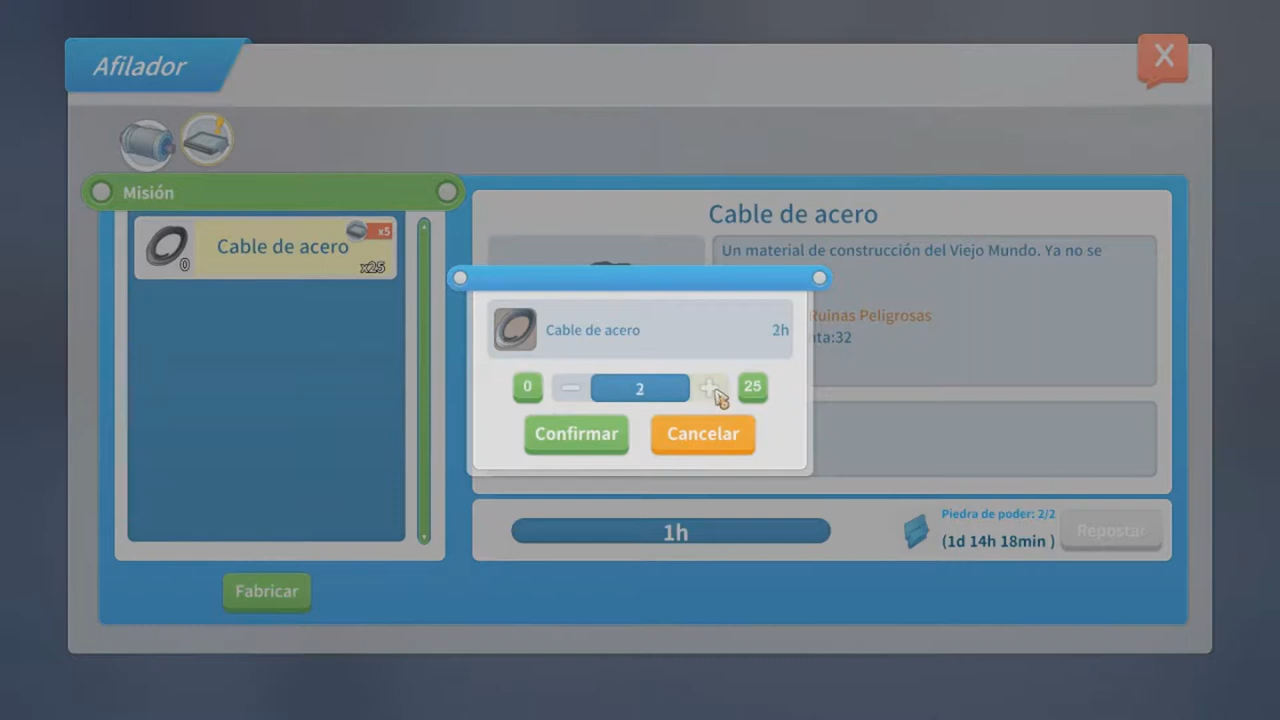 Afilador
X
Misión
Cable de acero
x5
0
x25
Cable de acero
Un material de construcción del Viejo Mundo. Ya no se
Ruinas Peligrosas
ta:32
Cable de acero
2h
0
2
25
Confirmar
Cancelar
1h
Piedra de poder: 2/2
(1d 14h 18min )
Repostar
Fabricar